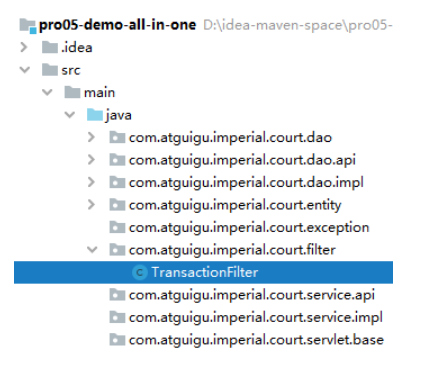 pro05-demo-all-in-one D:\idea-maven-space\pro05-
.idea
src
main
java
com.atguigu.imperial.court.dao
com.atguigu.imperial.court.dao.api
com.atguigu.imperial.court.dao.impl
com.atguigu.imperial.court.entity
com.atguigu.imperial.court.exception
com.atguigu.imperial.court.filter
C TransactionFilter
com.atguigu.imperial.court.service.api
com.atguigu.imperial.court.service.impl
com.atguigu.imperial.court.servlet.base